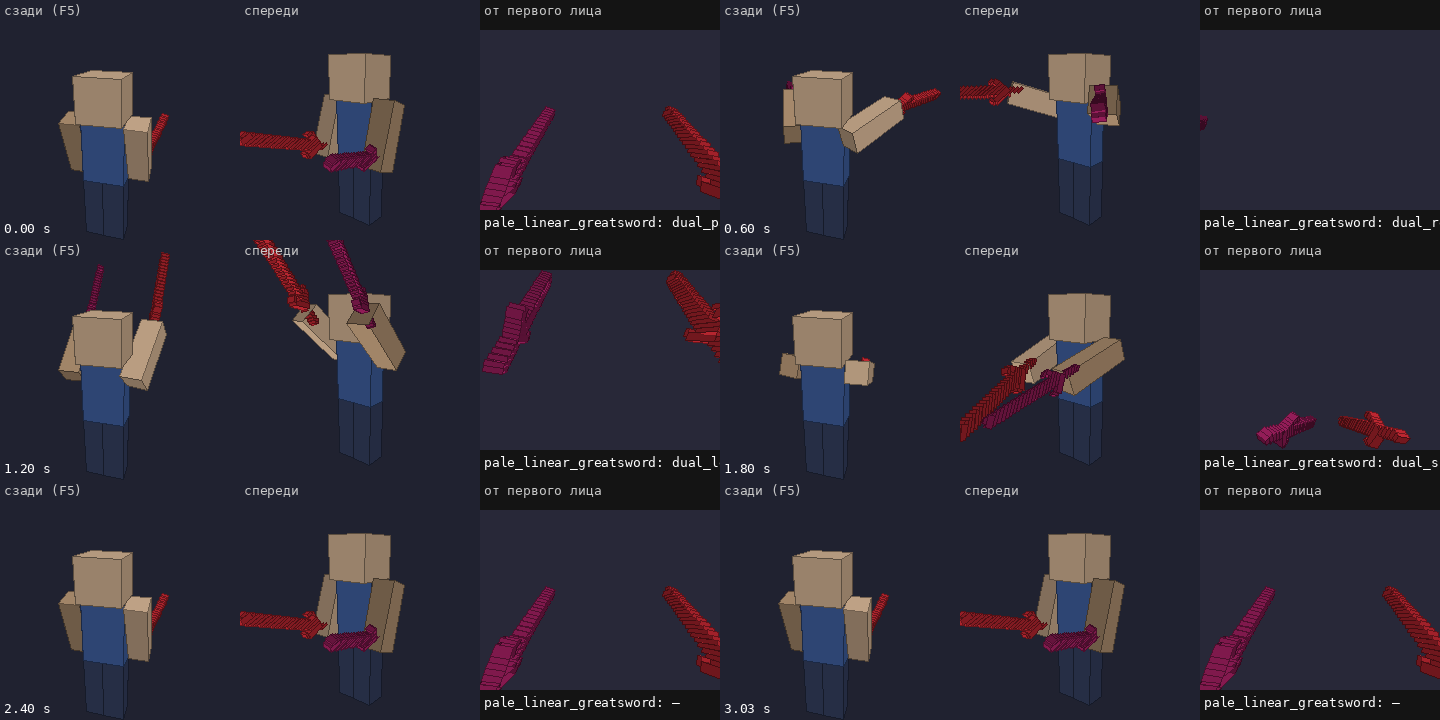 сзади (F5) спереди от первого лица сзади (F5) спереди от первого лица
0.00 s pale_linear_greatsword: dual_p 0.60 s pale_linear_greatsword: dual_r
сзади (F5) спереди от первого лица сзади (F5) спереди от первого лица
1.20 s pale_linear_greatsword: dual_l 1.80 s pale_linear_greatsword: dual_s
сзади (F5) спереди от первого лица сзади (F5) спереди от первого лица
2.40 s pale_linear_greatsword: — 3.03 s pale_linear_greatsword: —